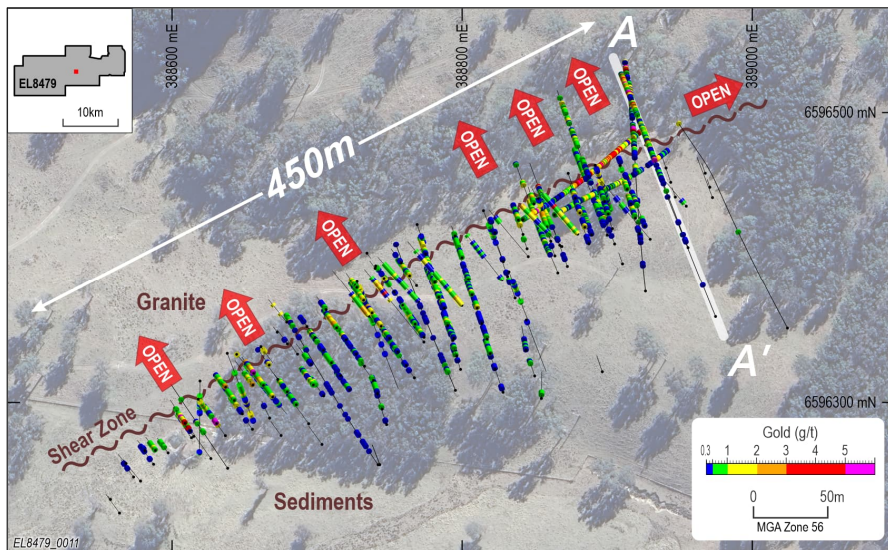 388600 mE
388800 mE
389000 mE
EL8479
10km
A
OPEN
OPEN
OPEN
OPEN
6596500 mN
450m
OPEN
Granite
OPEN
OPEN
A'
6596300 mN
Shear Zone
Sediments
Gold (g/t)
0.3 1 2 3 4 5
0 50m
MGA Zone 56
EL8479_0011